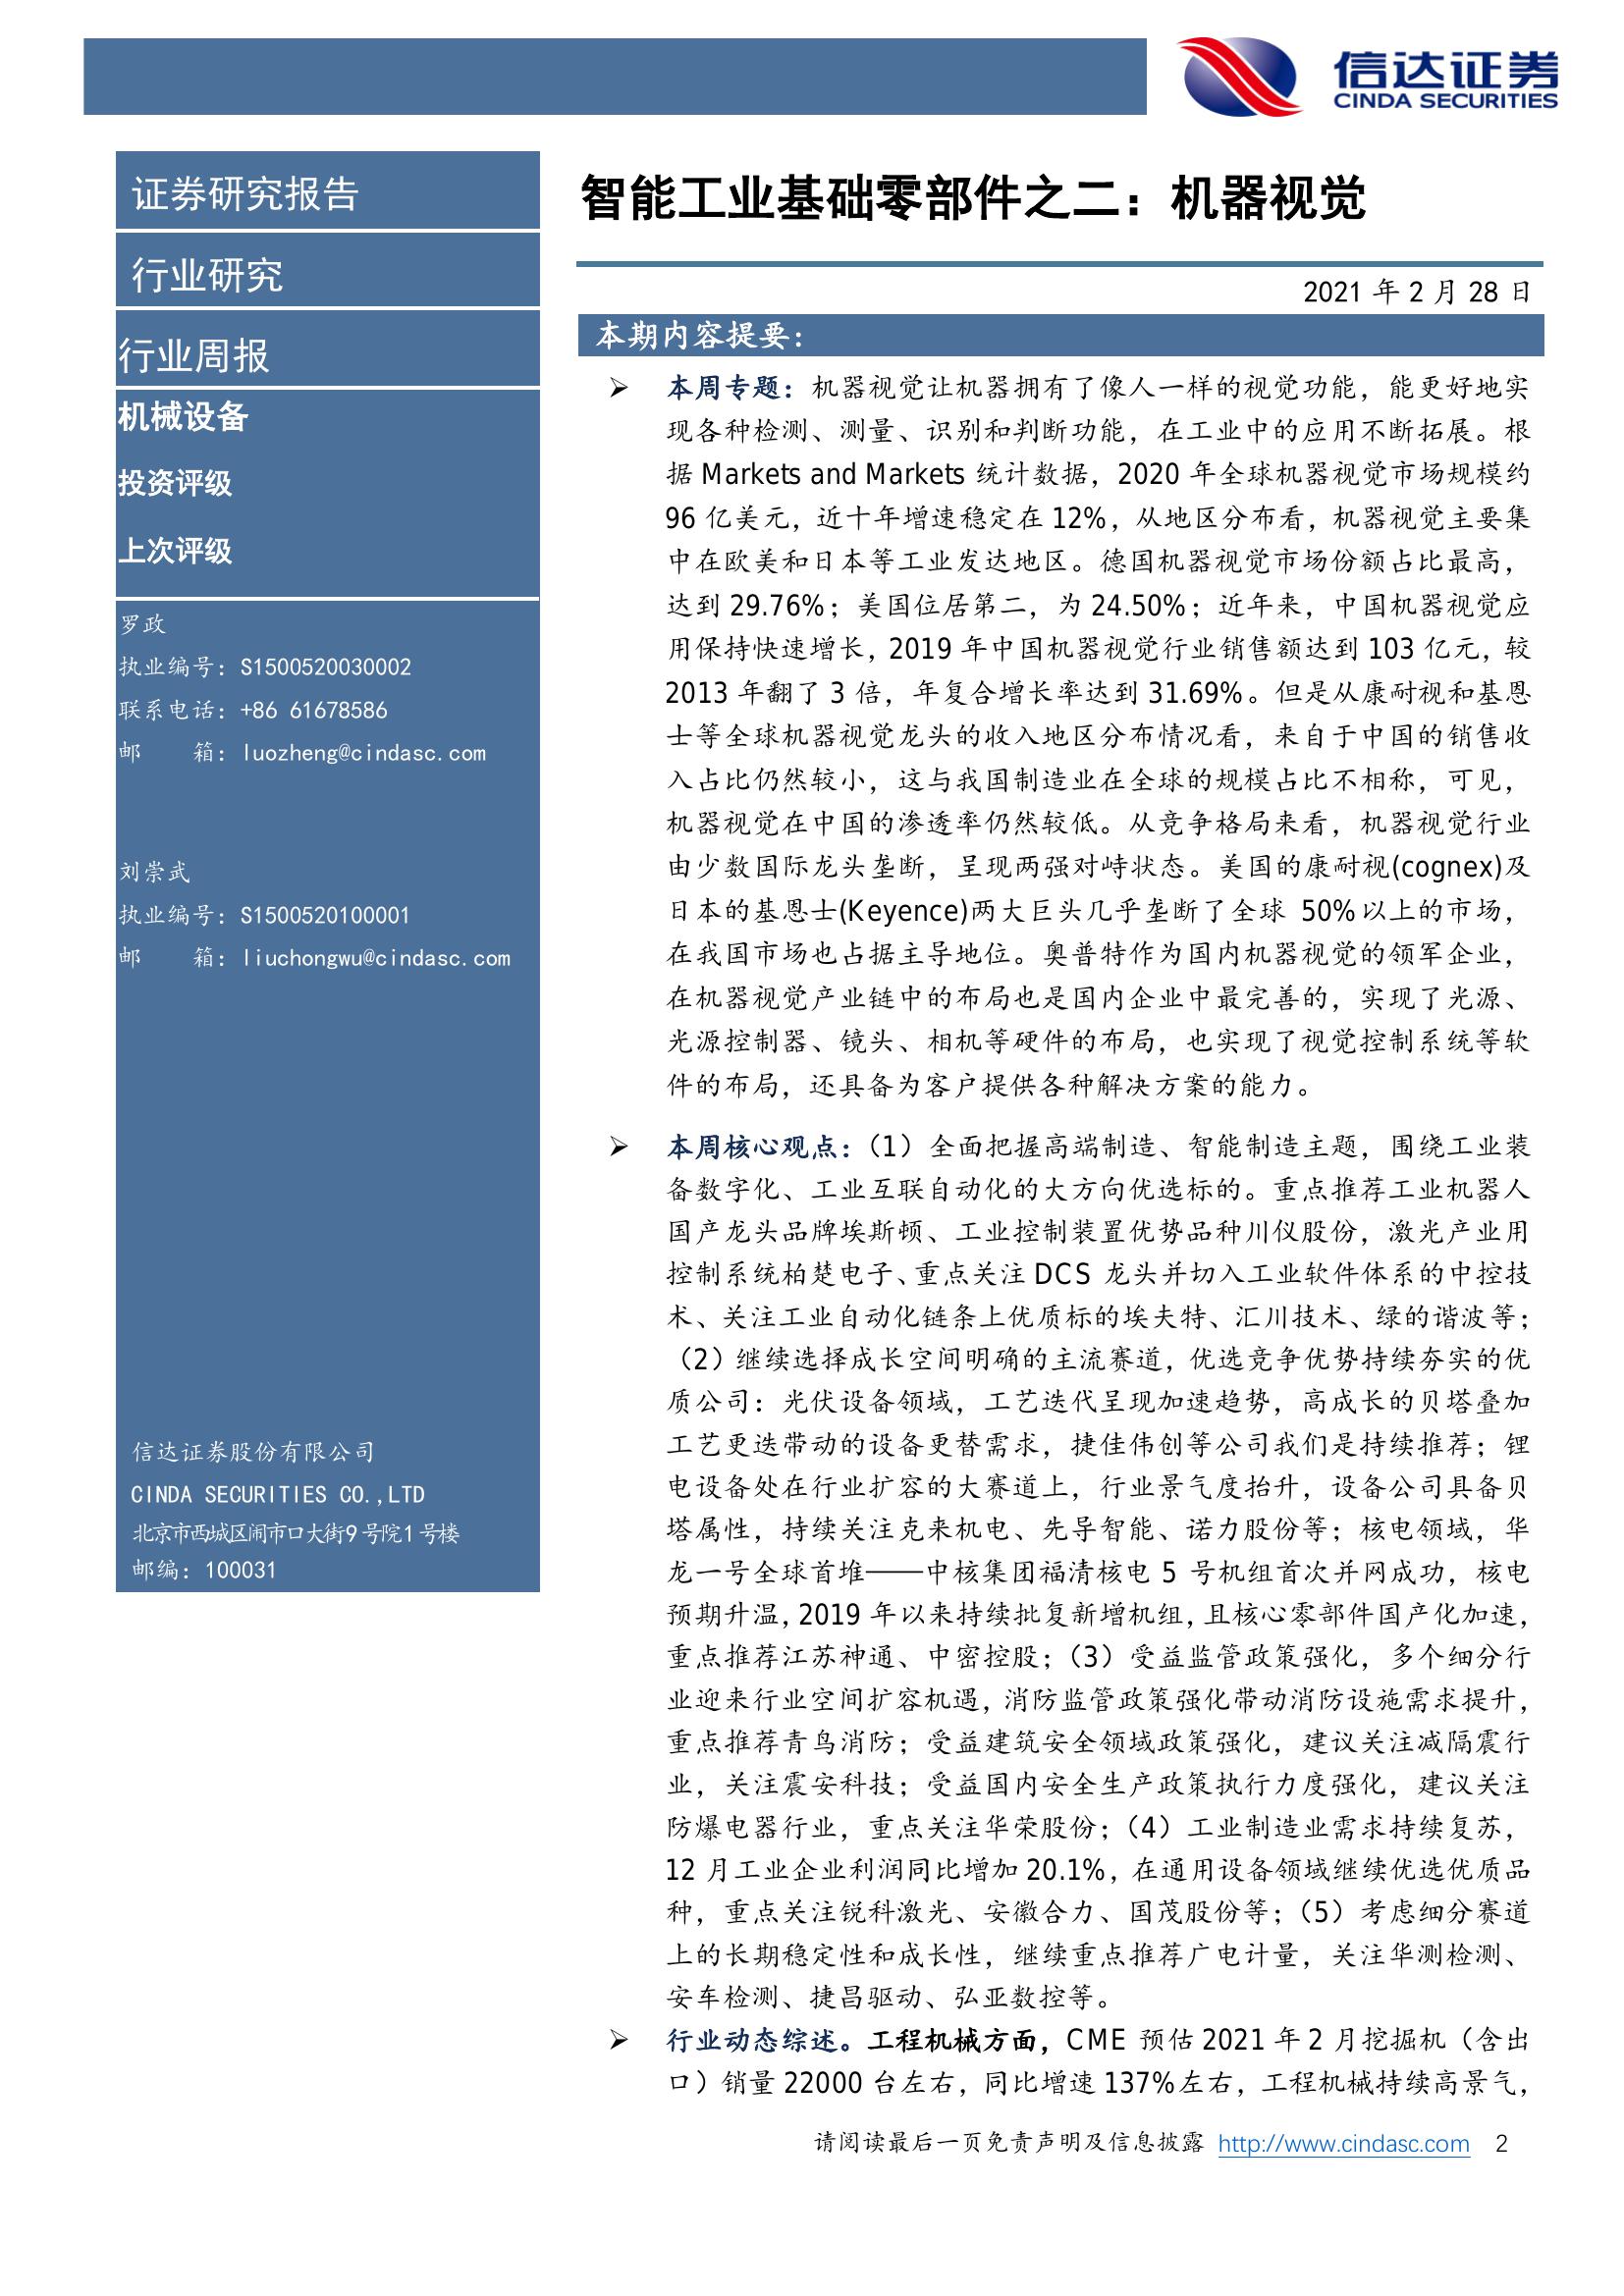 信达证券
CINDA SECURITIES
证券研究报告
行业研究
行业周报
机械设备
投资评级
上次评级
罗政
执业编号：S1500520030002
联系电话：+86 61678586
邮 箱：luozheng@cindasc.com
刘崇武
执业编号：S1500520100001
邮 箱：liuchongwu@cindasc.com
信达证券股份有限公司
CINDA SECURITIES CO.,LTD
北京市西城区闹市口大街9号院1号楼
邮编：100031
智能工业基础零部件之二：机器视觉
2021 年 2 月 28 日
本期内容提要：
➢ 本周专题：机器视觉让机器拥有了像人一样的视觉功能，能更好地实
现各种检测、测量、识别和判断功能，在工业中的应用不断拓展。根
据 Markets and Markets 统计数据，2020 年全球机器视觉市场规模约
96 亿美元，近十年增速稳定在 12%，从地区分布看，机器视觉主要集
中在欧美和日本等工业发达地区。德国机器视觉市场份额占比最高，
达到 29.76%；美国位居第二，为 24.50%；近年来，中国机器视觉应
用保持快速增长，2019 年中国机器视觉行业销售额达到 103 亿元，较
2013 年翻了 3 倍，年复合增长率达到 31.69%。但是从康耐视和基恩
士等全球机器视觉龙头的收入地区分布情况看，来自于中国的销售收
入占比仍然较小，这与我国制造业在全球的规模占比不相称，可见，
机器视觉在中国的渗透率仍然较低。从竞争格局来看，机器视觉行业
由少数国际龙头垄断，呈现两强对峙状态。美国的康耐视(cognex)及
日本的基恩士(Keyence)两大巨头几乎垄断了全球 50%以上的市场，
在我国市场也占据主导地位。奥普特作为国内机器视觉的领军企业，
在机器视觉产业链中的布局也是国内企业中最完善的，实现了光源、
光源控制器、镜头、相机等硬件的布局，也实现了视觉控制系统等软
件的布局，还具备为客户提供各种解决方案的能力。
➢ 本周核心观点：（1）全面把握高端制造、智能制造主题，围绕工业装
备数字化、工业互联自动化的大方向优选标的。重点推荐工业机器人
国产龙头品牌埃斯顿、工业控制装置优势品种川仪股份，激光产业用
控制系统柏楚电子、重点关注 DCS 龙头并切入工业软件体系的中控技
术、关注工业自动化链条上优质标的埃夫特、汇川技术、绿的谐波等；
（2）继续选择成长空间明确的主流赛道，优选竞争优势持续夯实的优
质公司：光伏设备领域，工艺迭代呈现加速趋势，高成长的贝塔叠加
工艺更迭带动的设备更替需求，捷佳伟创等公司我们是持续推荐；锂
电设备处在行业扩容的大赛道上，行业景气度抬升，设备公司具备贝
塔属性，持续关注克来机电、先导智能、诺力股份等；核电领域，华
龙一号全球首堆——中核集团福清核电 5 号机组首次并网成功，核电
预期升温，2019 年以来持续批复新增机组，且核心零部件国产化加速，
重点推荐江苏神通、中密控股；（3）受益监管政策强化，多个细分行
业迎来行业空间扩容机遇，消防监管政策强化带动消防设施需求提升，
重点推荐青鸟消防；受益建筑安全领域政策强化，建议关注减隔震行
业，关注震安科技；受益国内安全生产政策执行力度强化，建议关注
防爆电器行业，重点关注华荣股份；（4）工业制造业需求持续复苏，
12 月工业企业利润同比增加 20.1%，在通用设备领域继续优选优质品
种，重点关注锐科激光、安徽合力、国茂股份等；（5）考虑细分赛道
上的长期稳定性和成长性，继续重点推荐广电计量，关注华测检测、
安车检测、捷昌驱动、弘亚数控等。
➢ 行业动态综述。工程机械方面，CME 预估 2021 年 2 月挖掘机（含出
口）销量 22000 台左右，同比增速 137%左右，工程机械持续高景气，
请阅读最后一页免责声明及信息披露 http://www.cindasc.com 2